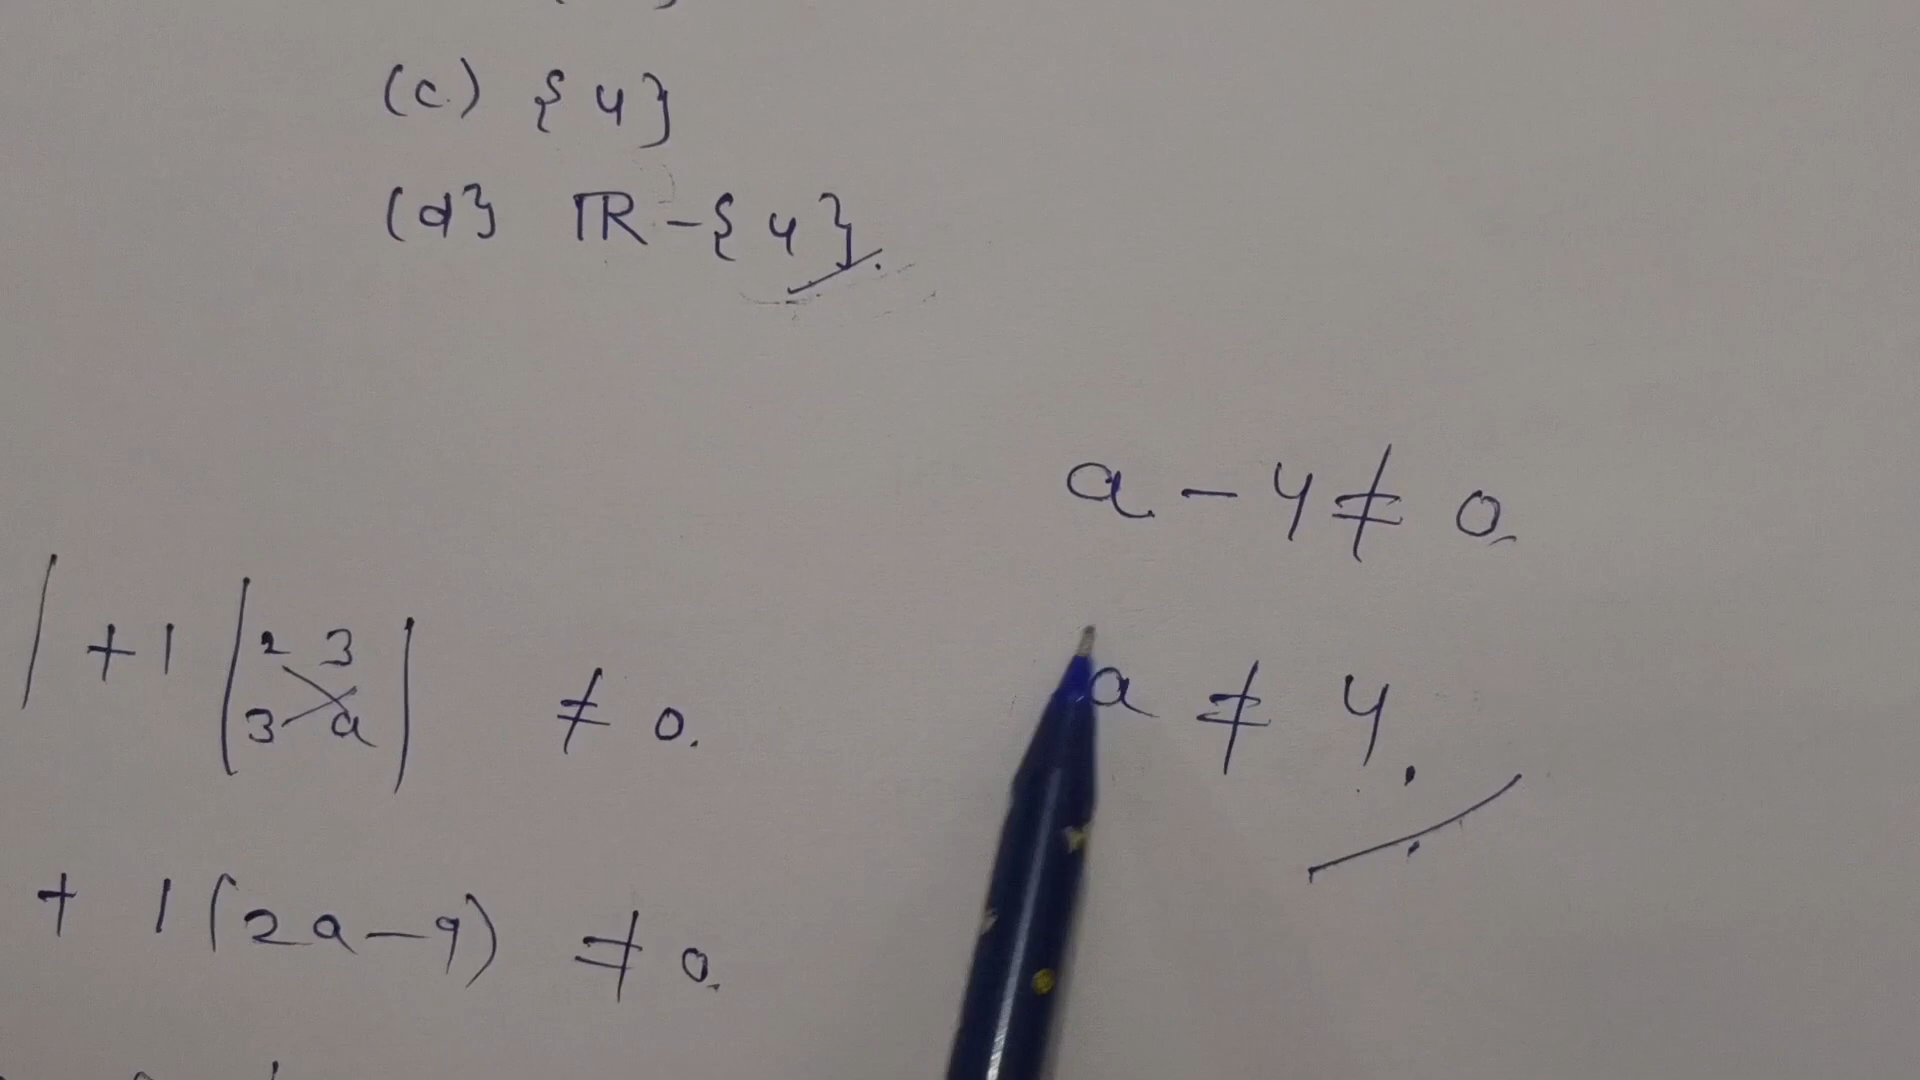 (c) {4}
(d} IR - {4}.
a - 4 ≠ 0.
| + 1 | 2 3
3 a | ≠ 0.
a ≠ 4.
+ 1 (2a - 9) ≠ 0.